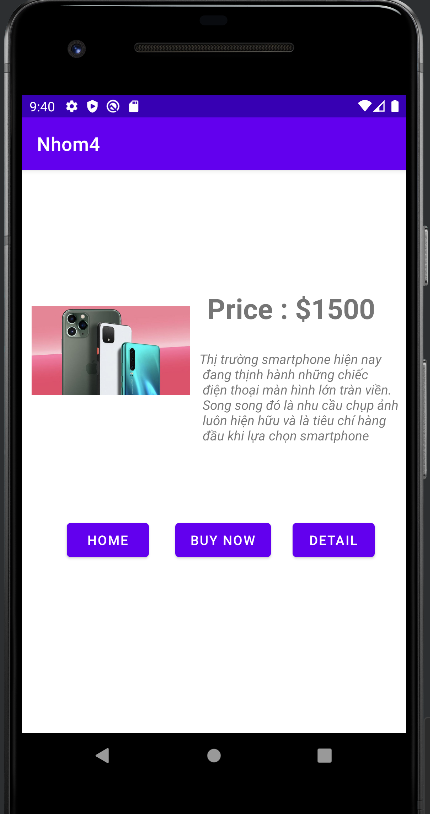 9:40
Nhom4
Price : $1500
Thị trường smartphone hiện nay
đang thịnh hành những chiếc
điện thoại màn hình lớn tràn viền.
Song song đó là nhu cầu chụp ảnh
luôn hiện hữu và là tiêu chí hàng
đầu khi lựa chọn smartphone
HOME
BUY NOW
DETAIL